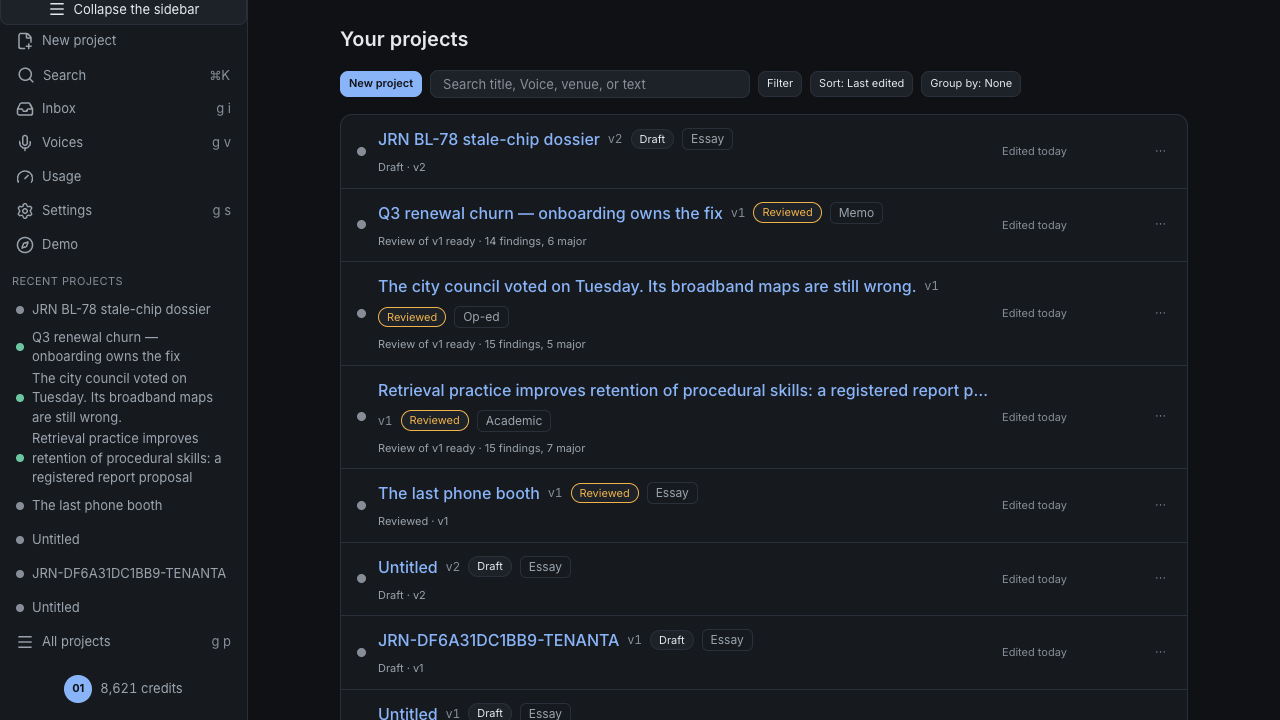 Collapse the sidebar
New project
Search ⌘K
Inbox g i
Voices g v
Usage
Settings g s
Demo
RECENT PROJECTS
JRN BL-78 stale-chip dossier
Q3 renewal churn —
onboarding owns the fix
The city council voted on
Tuesday. Its broadband maps
are still wrong.
Retrieval practice improves
retention of procedural skills: a
registered report proposal
The last phone booth
Untitled
JRN-DF6A31DC1BB9-TENANTA
Untitled
All projects g p
01 8,621 credits
Your projects
New project Search title, Voice, venue, or text Filter Sort: Last edited Group by: None
JRN BL-78 stale-chip dossier v2 Draft Essay
Draft · v2
Edited today ...
Q3 renewal churn — onboarding owns the fix v1 Reviewed Memo
Review of v1 ready · 14 findings, 6 major
Edited today ...
The city council voted on Tuesday. Its broadband maps are still wrong. v1
Reviewed Op-ed
Review of v1 ready · 15 findings, 5 major
Edited today ...
Retrieval practice improves retention of procedural skills: a registered report p...
v1 Reviewed Academic
Review of v1 ready · 15 findings, 7 major
Edited today ...
The last phone booth v1 Reviewed Essay
Reviewed · v1
Edited today ...
Untitled v2 Draft Essay
Draft · v2
Edited today ...
JRN-DF6A31DC1BB9-TENANTA v1 Draft Essay
Draft · v1
Edited today ...
Untitled v1 Draft Essay